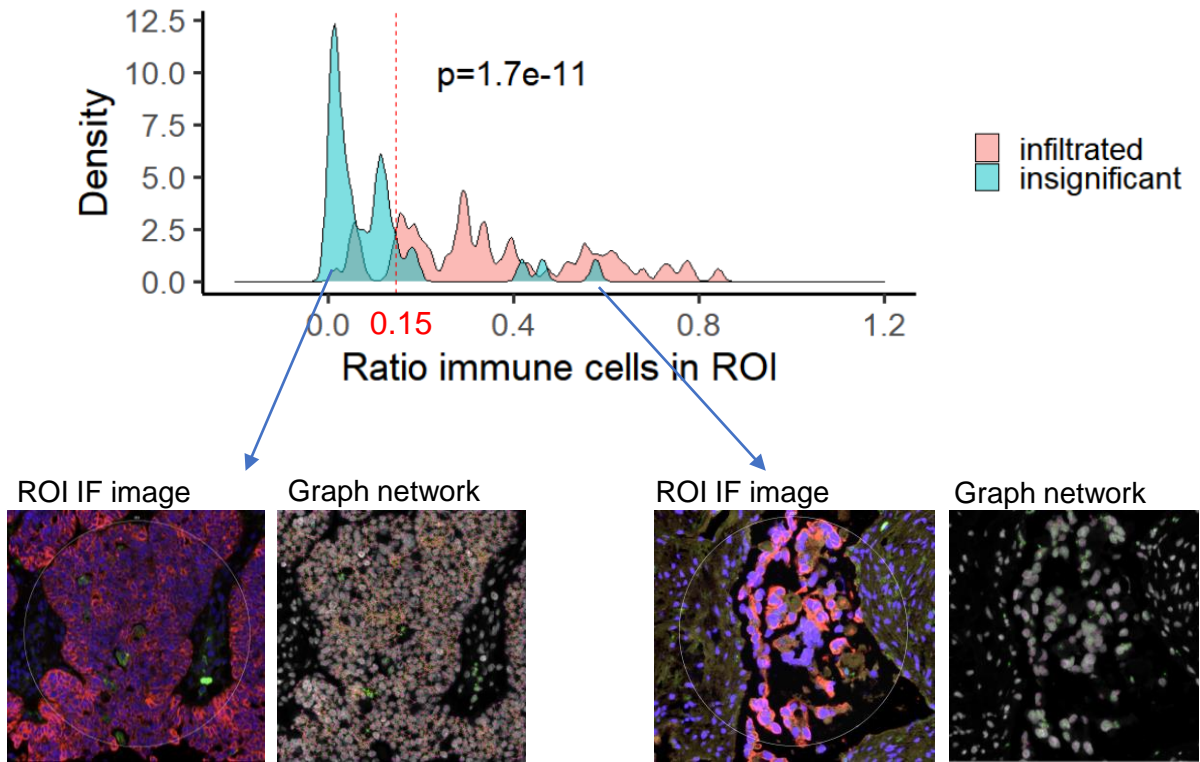 12.5
10.0
7.5
5.0
2.5
0.0
Density
p=1.7e-11
infiltrated
insignificant
0.0 0.15 0.4 0.8 1.2
Ratio immune cells in ROI
ROI IF image Graph network ROI IF image Graph network